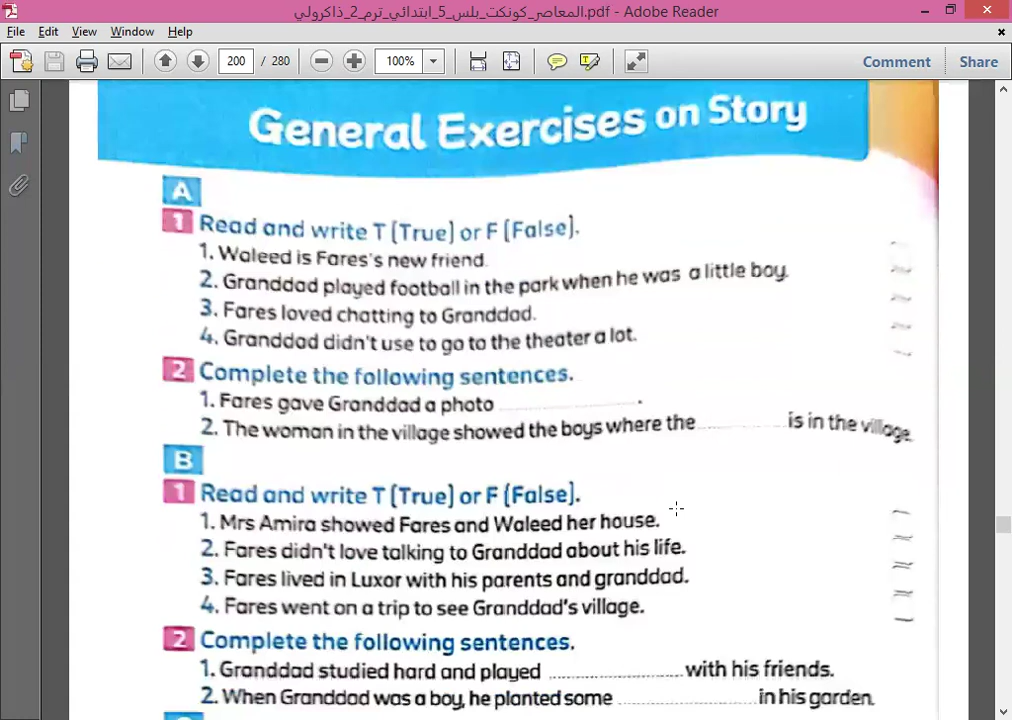 المعاصر_كونكت_بلس_5_ابتدائي_ترم_2_ذاكرولي.pdf - Adobe Reader
File Edit View Window Help
200 / 280 100% Comment Share
General Exercises on Story
A
1 Read and write T (True) or F (False).
1. Waleed is Fares's new friend.
2. Granddad played football in the park when he was a little boy.
3. Fares loved chatting to Granddad.
4. Granddad didn't use to go to the theater a lot.
2 Complete the following sentences.
1. Fares gave Granddad a photo .................... .
2. The woman in the village showed the boys where the .................... is in the village.
B
1 Read and write T (True) or F (False).
1. Mrs Amira showed Fares and Waleed her house.
2. Fares didn't love talking to Granddad about his life.
3. Fares lived in Luxor with his parents and granddad.
4. Fares went on a trip to see Granddad's village.
2 Complete the following sentences.
1. Granddad studied hard and played .................... with his friends.
2. When Granddad was a boy, he planted some .................... in his garden.